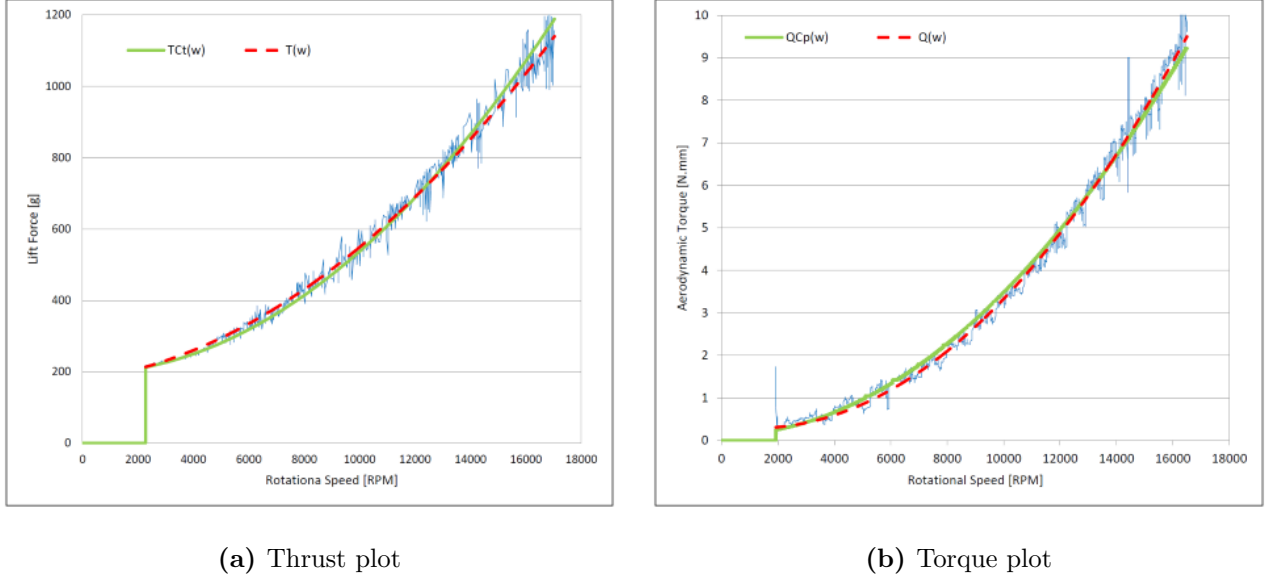 1200
1000
800
600
400
200
0
Lift Force [g]
TCt(w) T(w)
0 2000 4000 6000 8000 10000 12000 14000 16000 18000
Rotationa Speed [RPM]
10
9
8
7
6
5
4
3
2
1
0
Aerodynamic Torque [N.mm]
QCp(w) Q(w)
0 2000 4000 6000 8000 10000 12000 14000 16000 18000
Rotational Speed [RPM]
(a) Thrust plot
(b) Torque plot